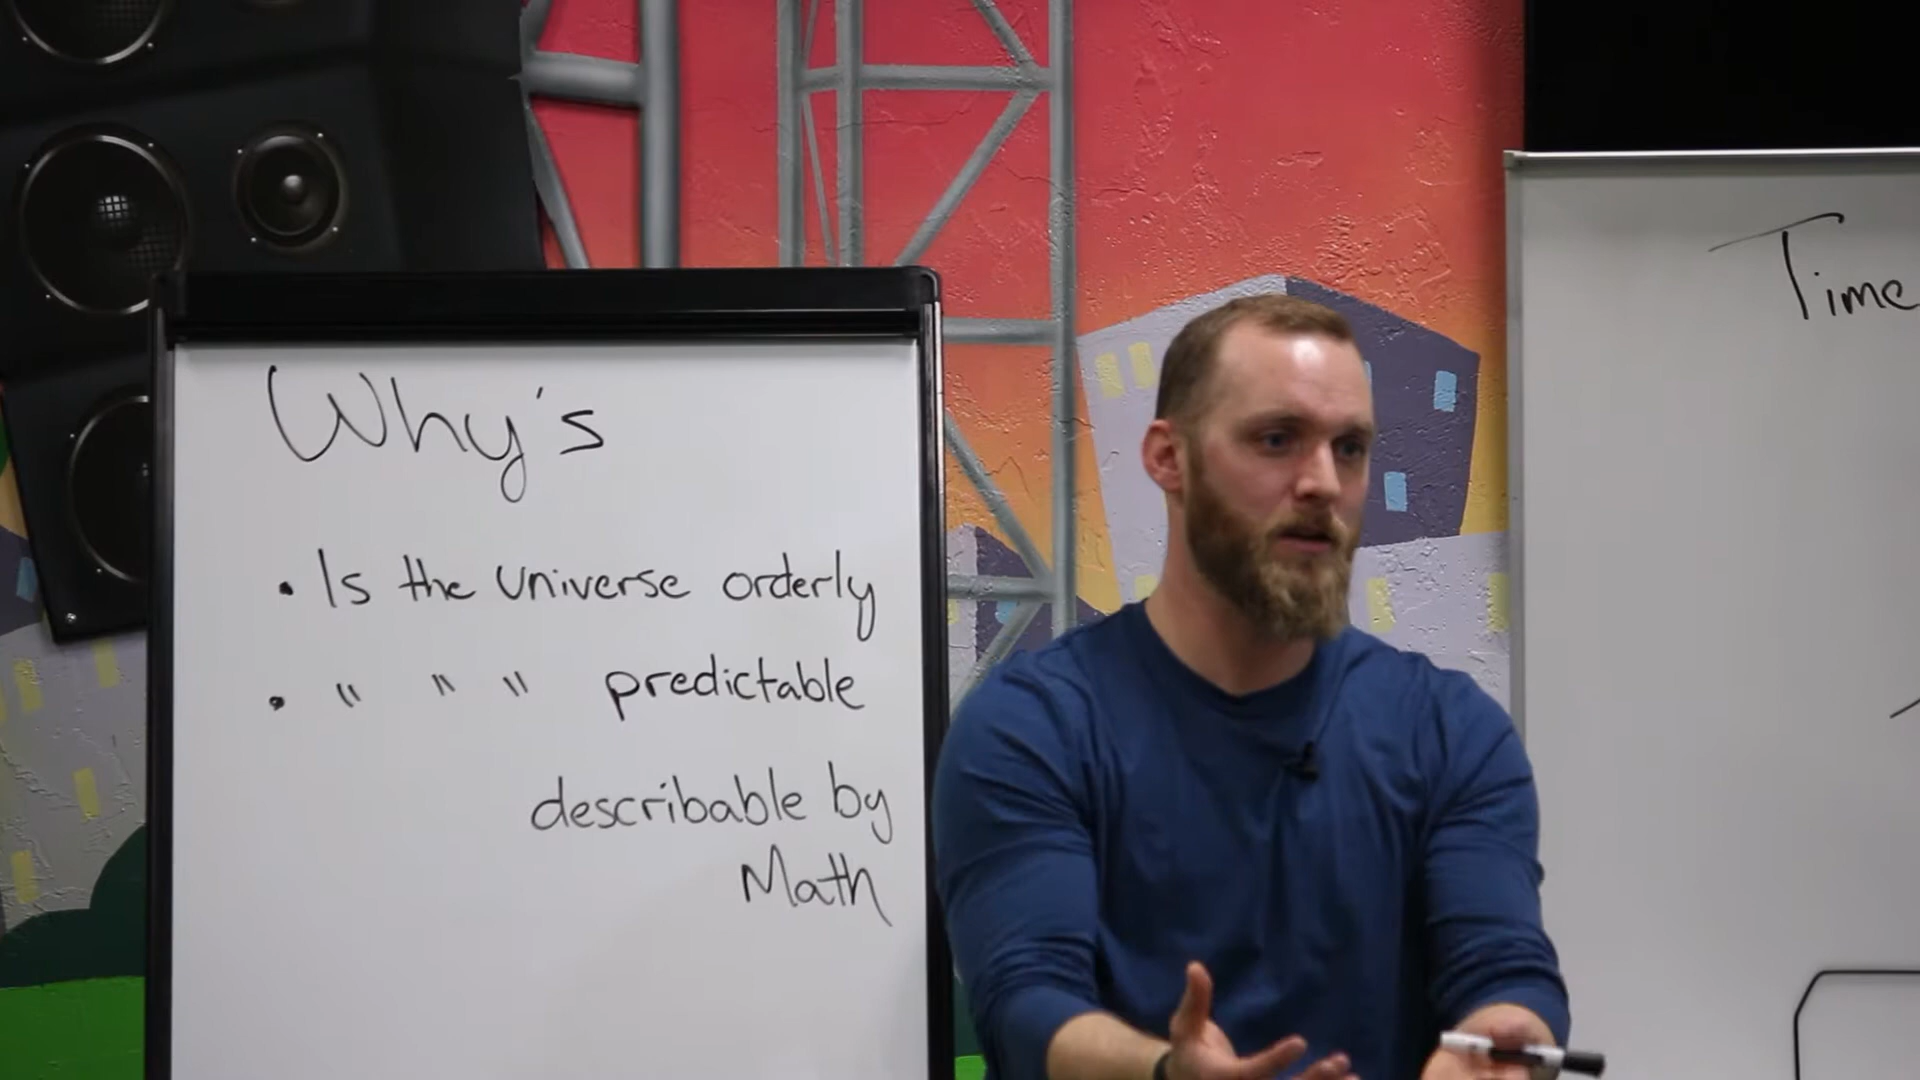 Why's
• Is the universe orderly
• " " " predictable
describable by
Math
Time